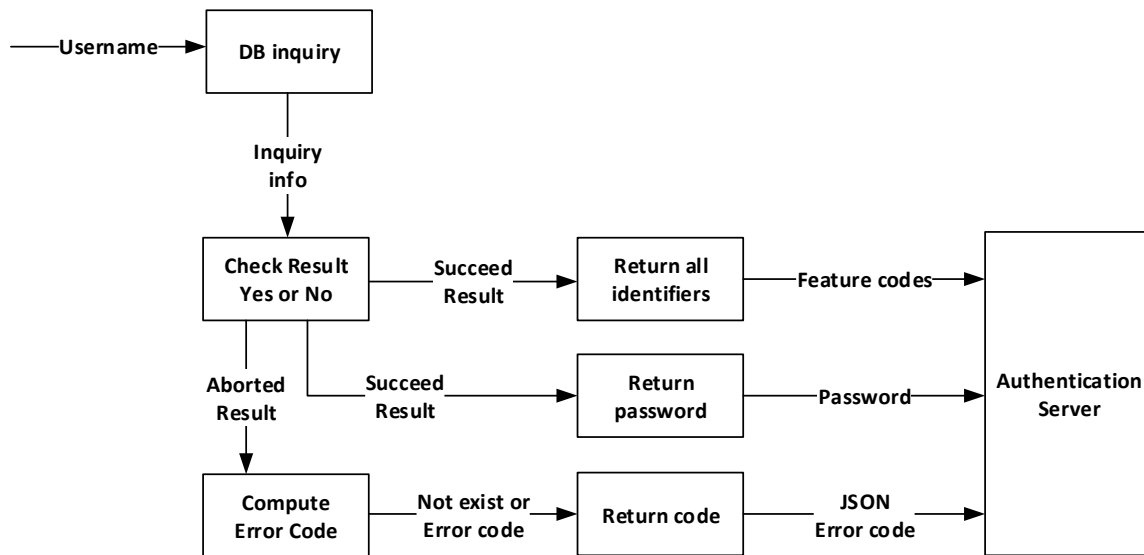 Username
DB inquiry
Inquiry
info
Check Result
Yes or No
Succeed
Result
Return all
identifiers
Feature codes
Aborted
Result
Succeed
Result
Return
password
Password
Authentication
Server
Compute
Error Code
Not exist or
Error code
Return code
JSON
Error code